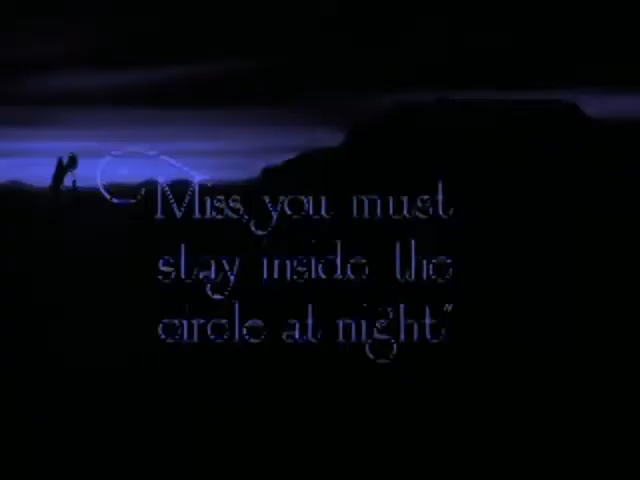 Miss, you must
stay inside the
circle at night"